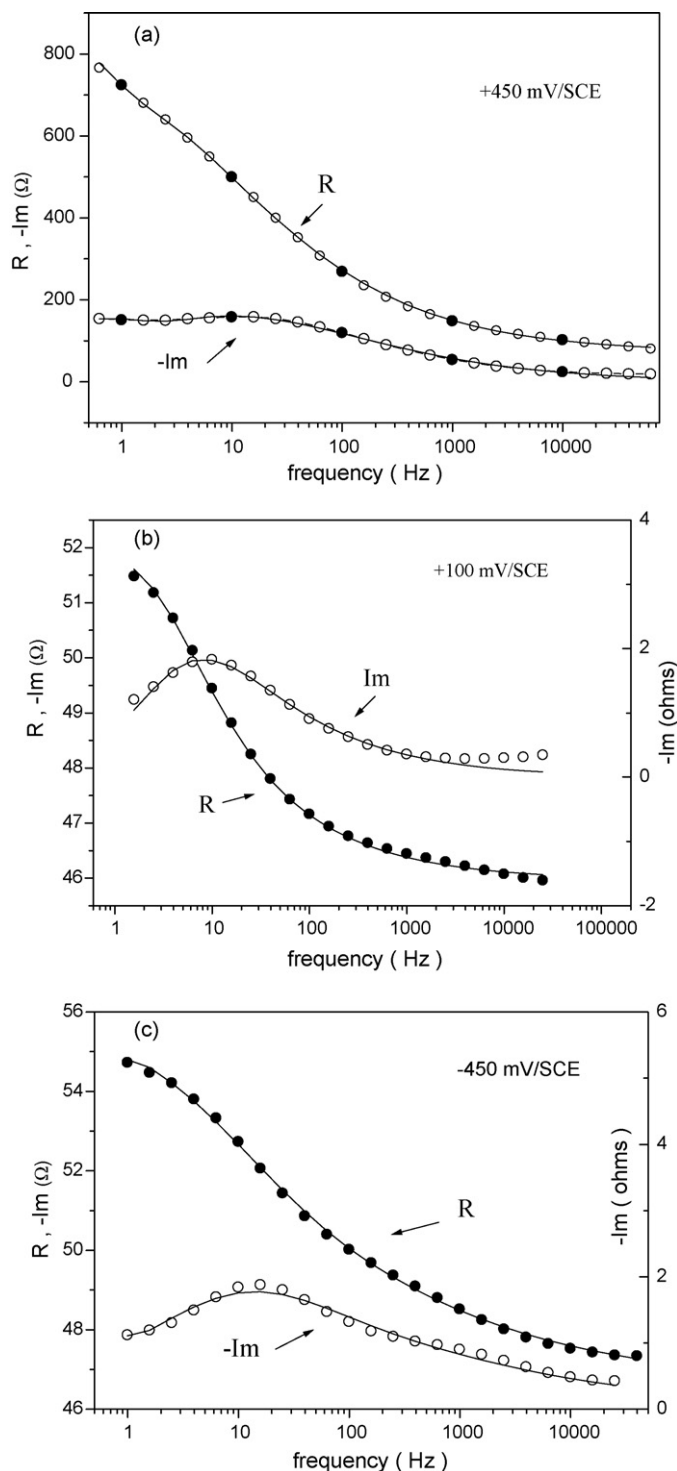 (a)
+450 mV/SCE
800
600
400
200
0
R , -Im (Ω)
R
-Im
1 10 100 1000 10000
frequency ( Hz )
(b)
+100 mV/SCE
52
51
50
49
48
47
46
R , -Im (Ω)
Im
R
4
2
0
-2
-Im (ohms)
1 10 100 1000 10000 100000
frequency ( Hz )
(c)
-450 mV/SCE
56
54
52
50
48
46
R , -Im (Ω)
R
-Im
6
4
2
0
-Im ( ohms)
1 10 100 1000 10000
frequency ( Hz )